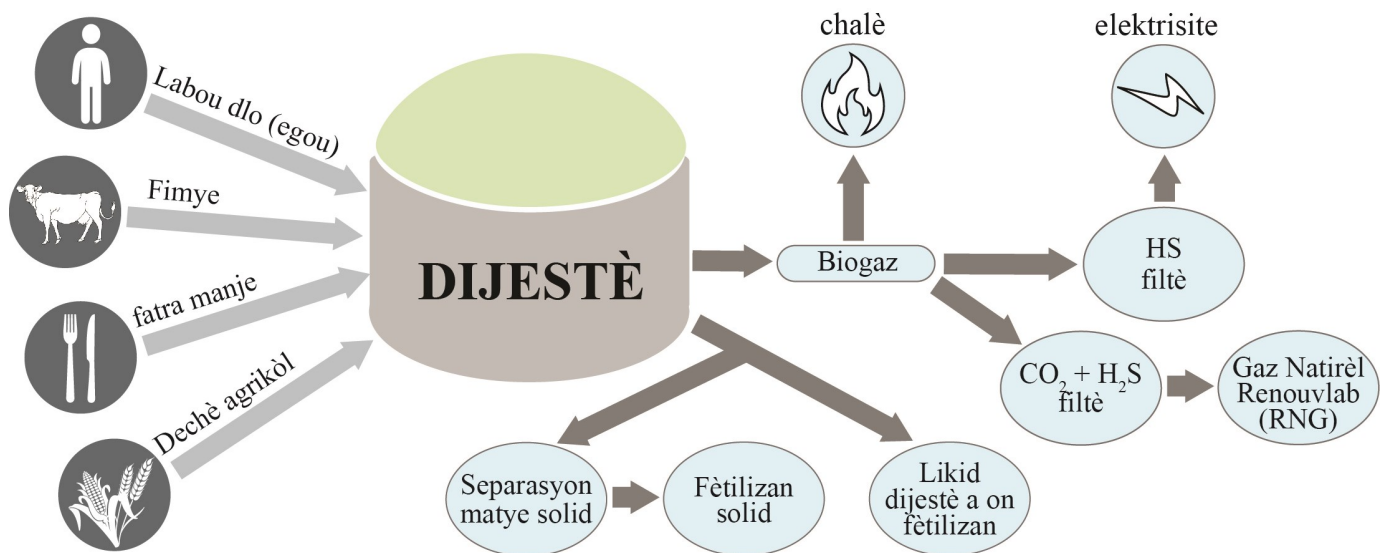 Labou dlo (egou)
Fimye
fatra manje
Dechè agrikòl
DIJESTÈ
chalè
elektrisite
Biogaz
HS
filtè
CO₂ + H₂S
filtè
Gaz Natirèl
Renouvlab
(RNG)
Separasyon
matye solid
Fètilizan
solid
Likid
dijestè a on
fètilizan